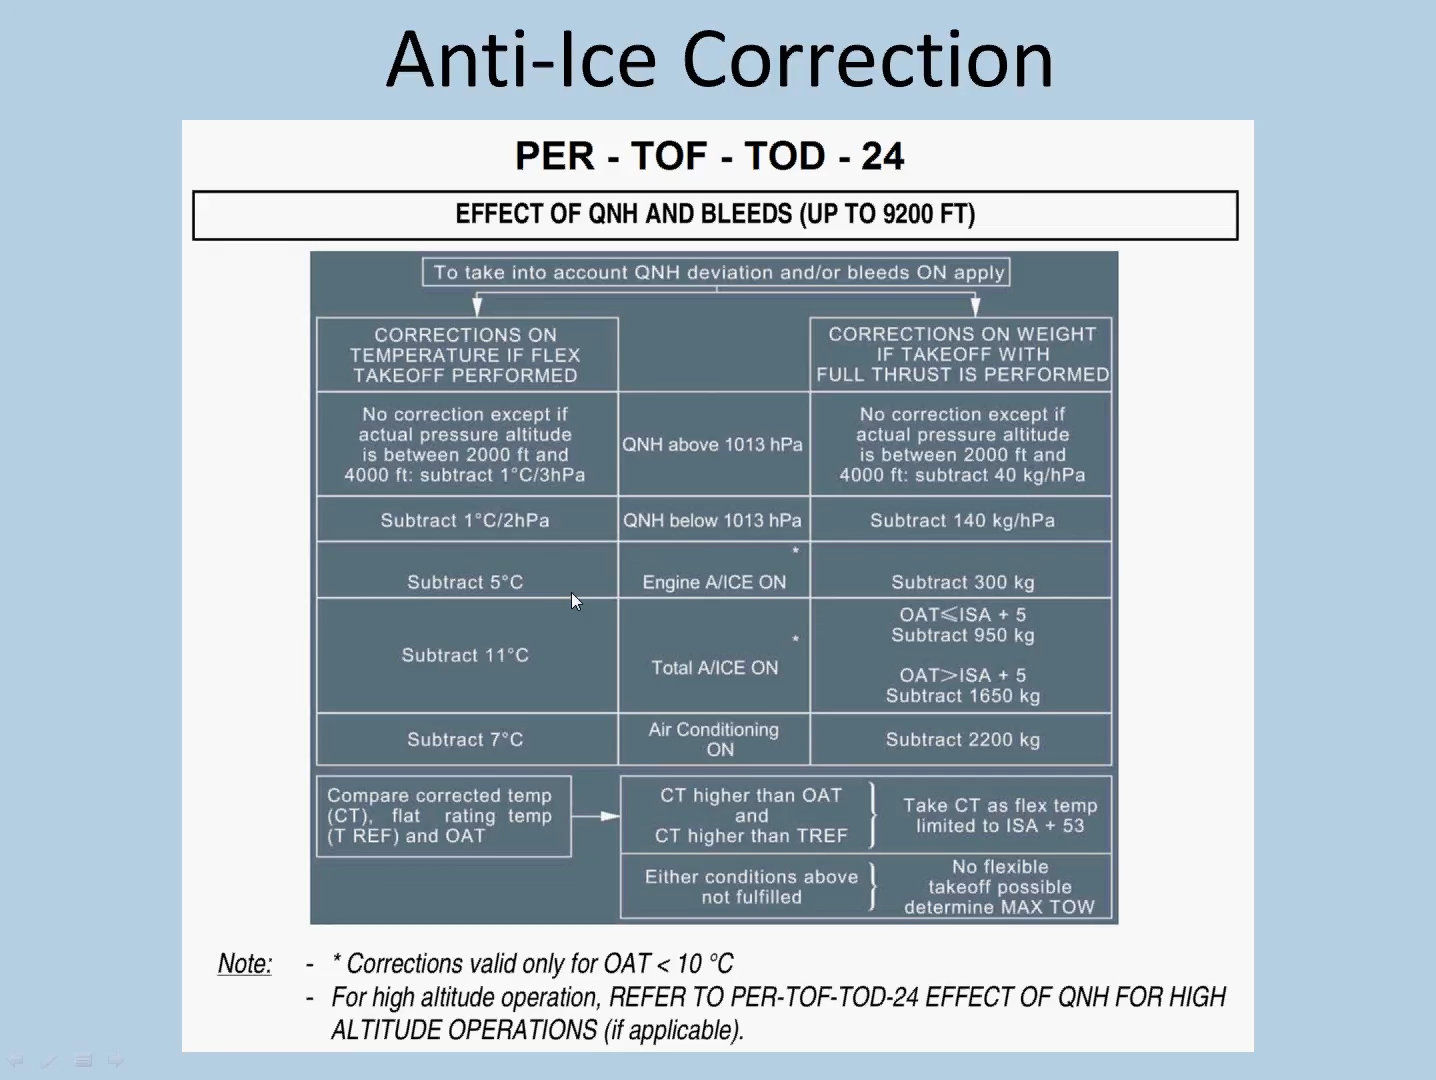 Anti-Ice Correction
PER - TOF - TOD - 24
EFFECT OF QNH AND BLEEDS (UP TO 9200 FT)
To take into account QNH deviation and/or bleeds ON apply
CORRECTIONS ON
TEMPERATURE IF FLEX
TAKEOFF PERFORMED
CORRECTIONS ON WEIGHT
IF TAKEOFF WITH
FULL THRUST IS PERFORMED
No correction except if
actual pressure altitude
is between 2000 ft and
4000 ft: subtract 1°C/3hPa
QNH above 1013 hPa
No correction except if
actual pressure altitude
is between 2000 ft and
4000 ft: subtract 40 kg/hPa
Subtract 1°C/2hPa
QNH below 1013 hPa
Subtract 140 kg/hPa
Subtract 5°C
*
Engine A/ICE ON
Subtract 300 kg
Subtract 11°C
*
Total A/ICE ON
OAT⩽ISA + 5
Subtract 950 kg
OAT>ISA + 5
Subtract 1650 kg
Subtract 7°C
Air Conditioning
ON
Subtract 2200 kg
Compare corrected temp
(CT), flat rating temp
(T REF) and OAT
CT higher than OAT
and
CT higher than TREF
Take CT as flex temp
limited to ISA + 53
Either conditions above
not fulfilled
No flexible
takeoff possible
determine MAX TOW
Note: - * Corrections valid only for OAT < 10 °C
- For high altitude operation, REFER TO PER-TOF-TOD-24 EFFECT OF QNH FOR HIGH
ALTITUDE OPERATIONS (if applicable).